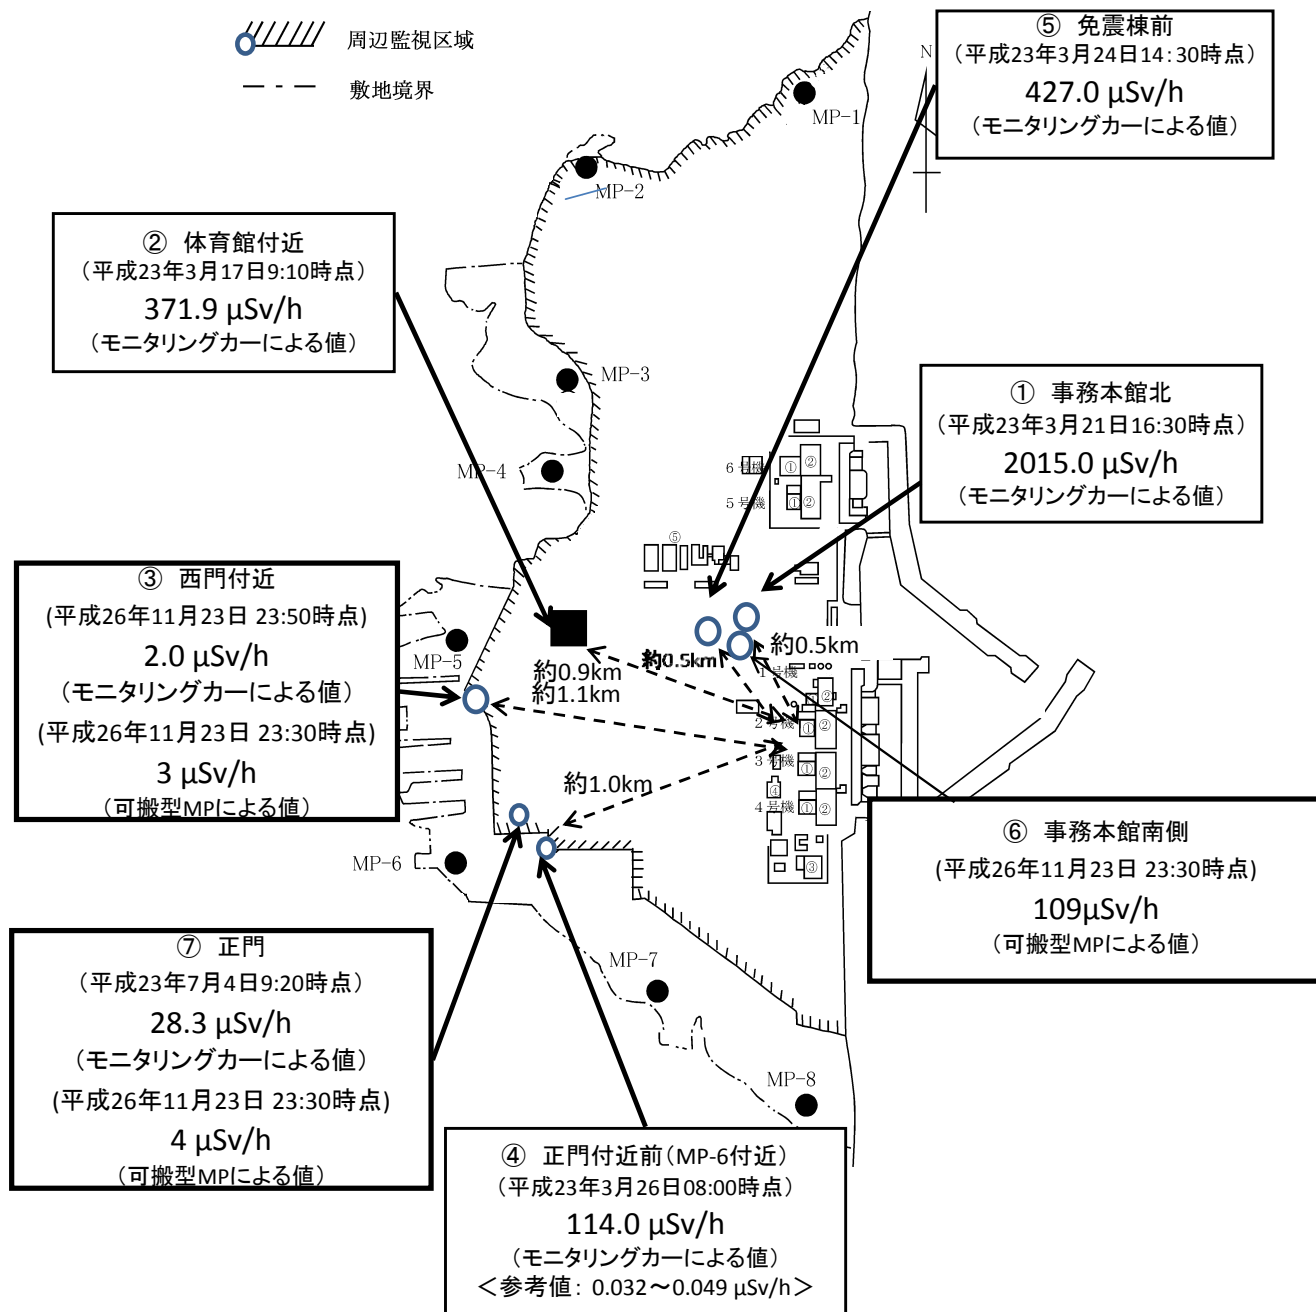 周辺監視区域
敷地境界
⑤ 免震棟前
（平成23年3月24日14:30時点）
427.0 μSv/h
（モニタリングカーによる値）
N
MP-1
MP-2
② 体育館付近
（平成23年3月17日9:10時点）
371.9 μSv/h
（モニタリングカーによる値）
MP-3
① 事務本館北
（平成23年3月21日16:30時点）
2015.0 μSv/h
（モニタリングカーによる値）
MP-4
6号機
①
②
5号機
①
②
⑤
③ 西門付近
(平成26年11月23日 23:50時点)
2.0 μSv/h
（モニタリングカーによる値）
(平成26年11月23日 23:30時点)
3 μSv/h
（可搬型MPによる値）
MP-5
約0.9km
約1.1km
約0.5km
約0.5km
1号機
②
2号機
①
②
3号機
①
②
約1.0km
④
4号機
①
②
③
MP-6
⑥ 事務本館南側
(平成26年11月23日 23:30時点)
109μSv/h
（可搬型MPによる値）
⑦ 正門
（平成23年7月4日9:20時点）
28.3 μSv/h
（モニタリングカーによる値）
(平成26年11月23日 23:30時点)
4 μSv/h
（可搬型MPによる値）
MP-7
MP-8
④ 正門付近前（MP-6付近）
（平成23年3月26日08:00時点）
114.0 μSv/h
（モニタリングカーによる値）
＜参考値： 0.032～0.049 μSv/h＞